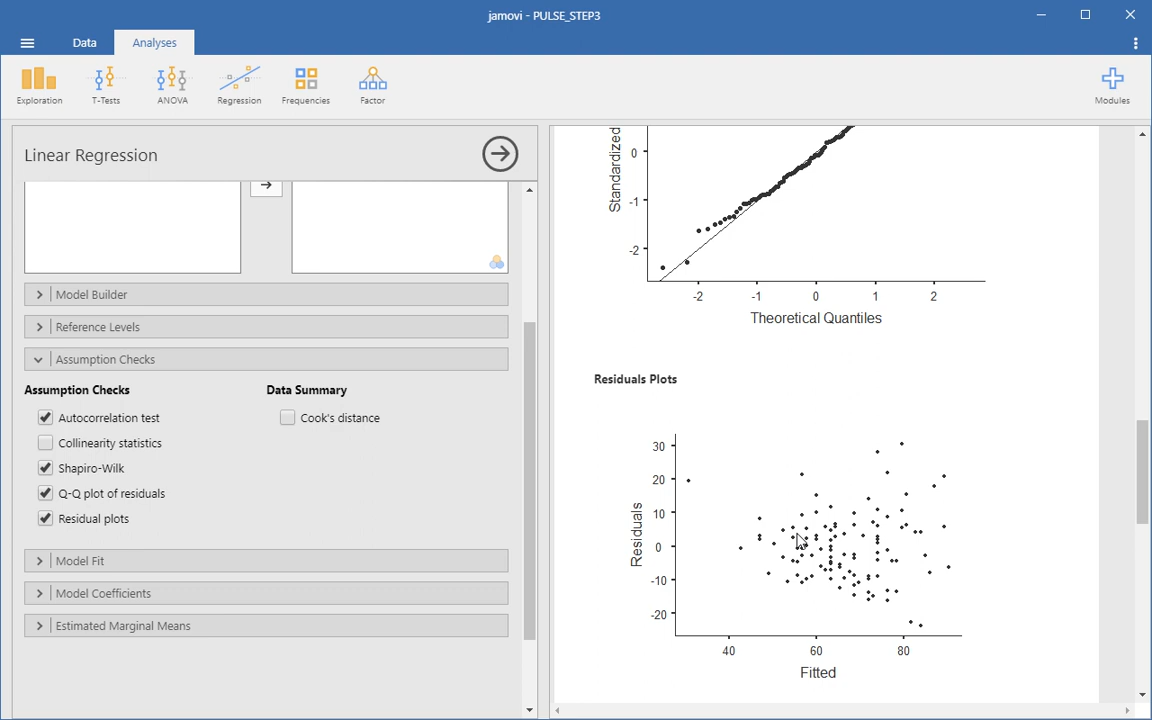 jamovi - PULSE_STEP3
Data
Analyses
Exploration
T-Tests
ANOVA
Regression
Frequencies
Factor
Modules
Linear Regression
Model Builder
Reference Levels
Assumption Checks
Assumption Checks
Data Summary
Autocorrelation test
Cook's distance
Collinearity statistics
Shapiro-Wilk
Q-Q plot of residuals
Residual plots
Model Fit
Model Coefficients
Estimated Marginal Means
Standardized
0
-1
-2
-2 -1 0 1 2
Theoretical Quantiles
Residuals Plots
Residuals
30
20
10
0
-10
-20
40 60 80
Fitted